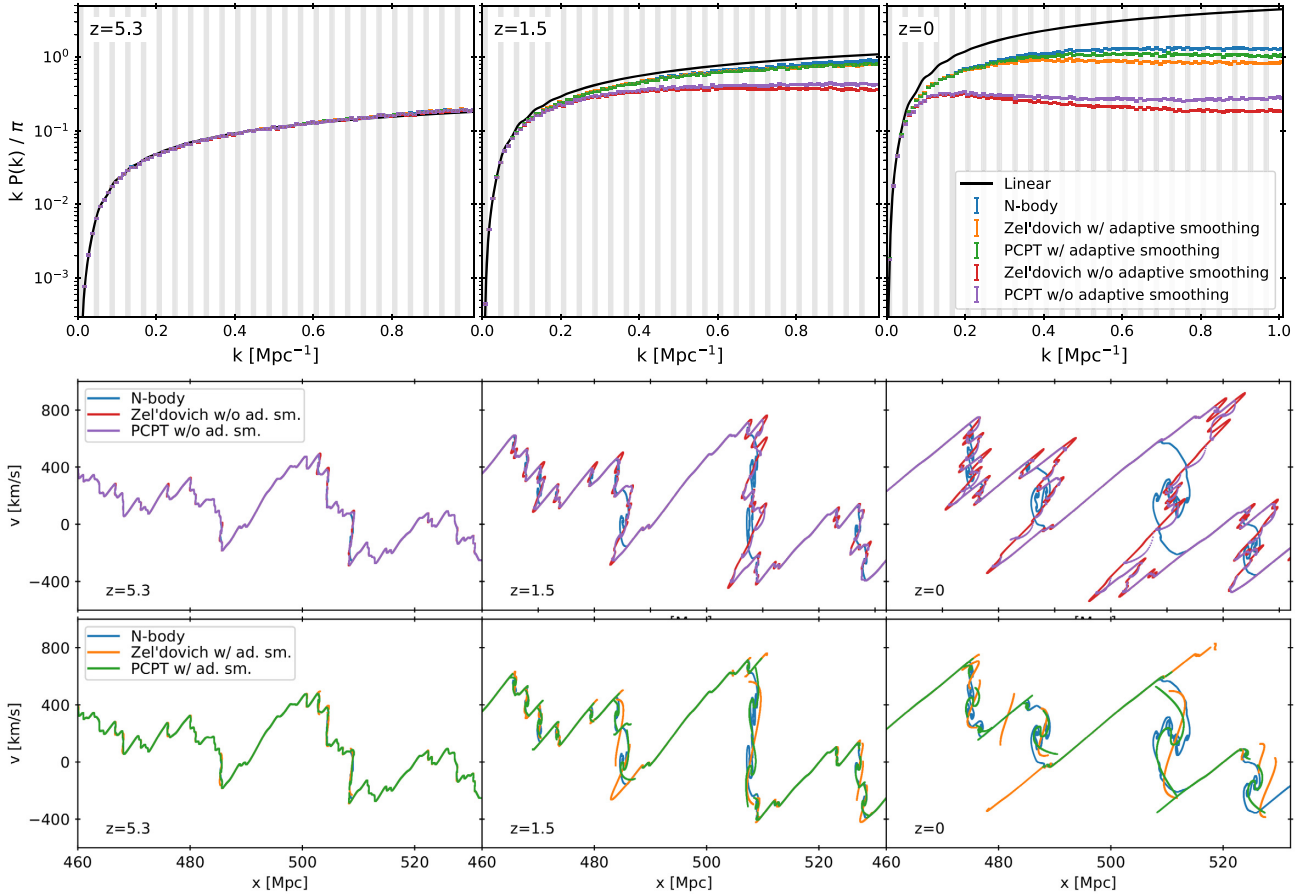 z=5.3
z=1.5
z=0
k P(k) / π
10⁰
10⁻¹
10⁻²
10⁻³
Linear
N-body
Zel'dovich w/ adaptive smoothing
PCPT w/ adaptive smoothing
Zel'dovich w/o adaptive smoothing
PCPT w/o adaptive smoothing
0.0 0.2 0.4 0.6 0.8 0.0 0.2 0.4 0.6 0.8 0.0 0.2 0.4 0.6 0.8 1.0
k [Mpc⁻¹] k [Mpc⁻¹] k [Mpc⁻¹]
v [km/s]
800
400
0
−400
N-body
Zel'dovich w/o ad. sm.
PCPT w/o ad. sm.
z=5.3
z=1.5
z=0
v [km/s]
800
400
0
−400
N-body
Zel'dovich w/ ad. sm.
PCPT w/ ad. sm.
z=5.3
z=1.5
z=0
460 480 500 520 460 480 500 520 460 480 500 520
x [Mpc] x [Mpc] x [Mpc]